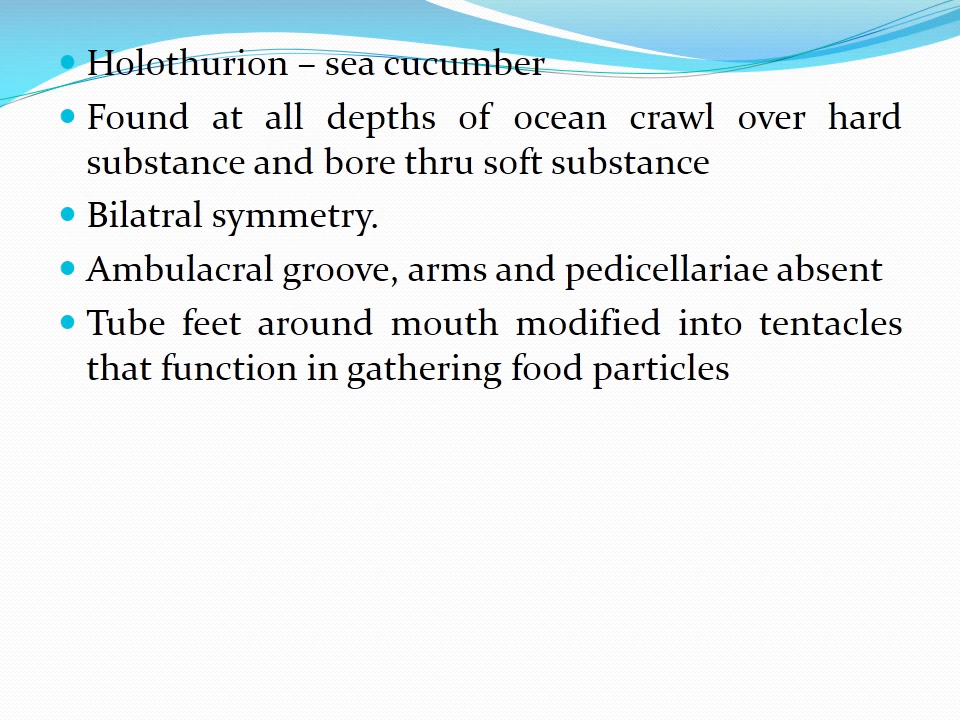 Holothurion – sea cucumber
Found at all depths of ocean crawl over hard
substance and bore thru soft substance
Bilatral symmetry.
Ambulacral groove, arms and pedicellariae absent
Tube feet around mouth modified into tentacles
that function in gathering food particles